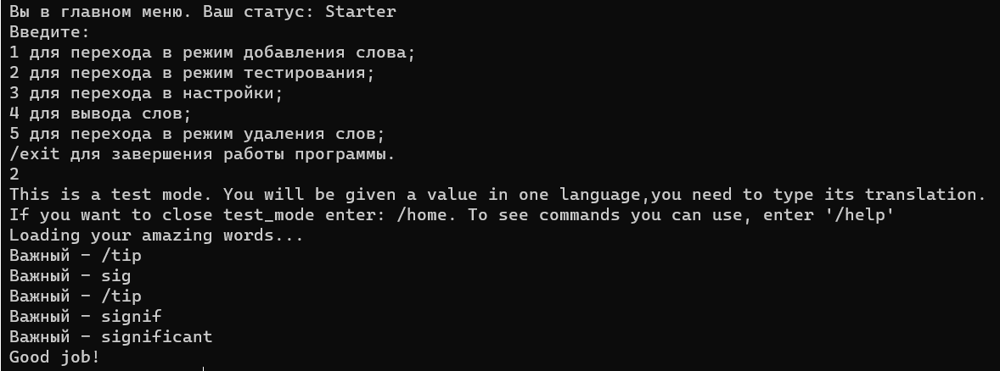 Вы в главном меню. Ваш статус: Starter
Введите:
1 для перехода в режим добавления слова;
2 для перехода в режим тестирования;
3 для перехода в настройки;
4 для вывода слов;
5 для перехода в режим удаления слов;
/exit для завершения работы программы.
2
This is a test mode. You will be given a value in one language,you need to type its translation.
If you want to close test_mode enter: /home. To see commands you can use, enter '/help'
Loading your amazing words...
Важный - /tip
Важный - sig
Важный - /tip
Важный - signif
Важный - significant
Good job!